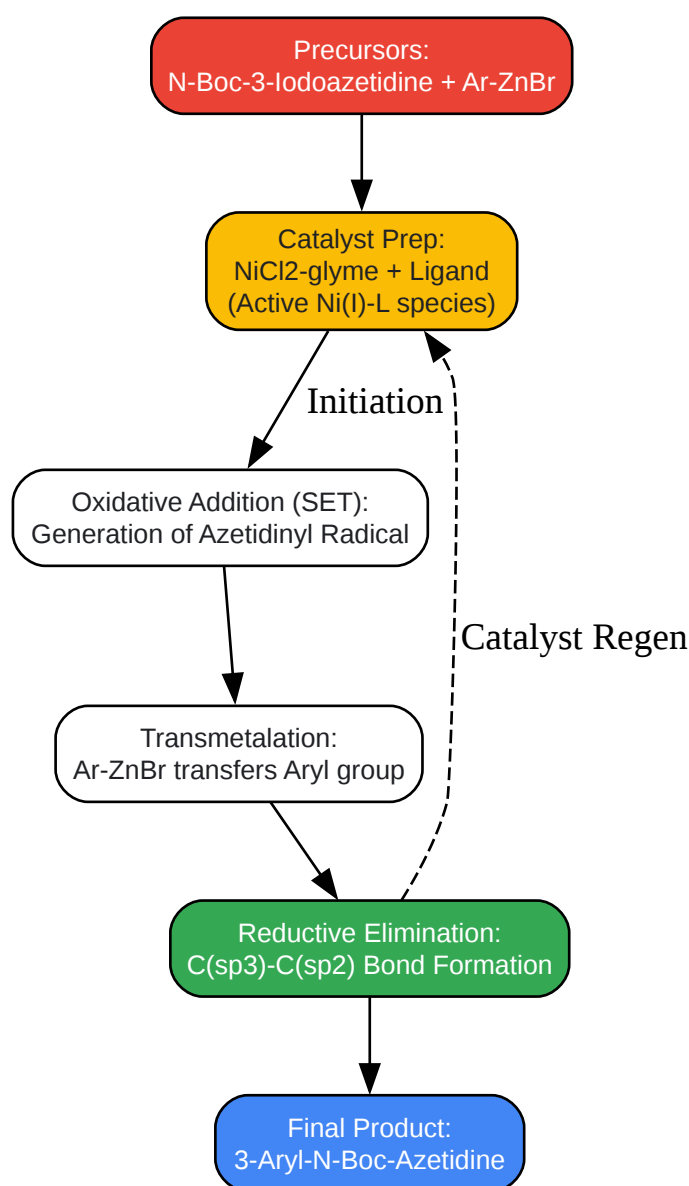 Precursors:
N-Boc-3-Iodoazetidine + Ar-ZnBr
Catalyst Prep:
NiCl2-glyme + Ligand
(Active Ni(I)-L species)
Initiation
Oxidative Addition (SET):
Generation of Azetidinyl Radical
Catalyst Regen
Transmetalation:
Ar-ZnBr transfers Aryl group
Reductive Elimination:
C(sp3)-C(sp2) Bond Formation
Final Product:
3-Aryl-N-Boc-Azetidine